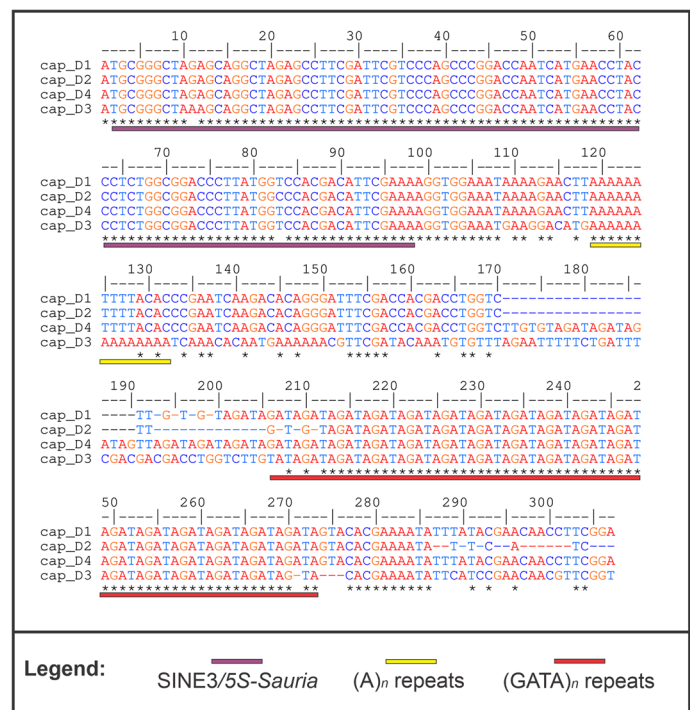 10 20 30 40 50 60
cap_D1 ATGCGGGCTAGAGCAGGCTAGAGCCTTCGATTCGTCCCAGCCCGGACCAATCATGAACCTAC
cap_D2 ATGCGGGCTAGAGCAGGCTAGAGCCTTCGATTCGTCCCAGCCCGGACCAATCATGAACCTAC
cap_D4 ATGCGGGCTAGAGCAGGCTAGAGCCTTCGATTCGTCCCAGCCCGGACCAATCATGAACCTAC
cap_D3 ATGCGGGCTAAAGCAGGCTAGAGCCTTCGATTCGTCCCAGCCCGGACCAATCATGAACCTAC
70 80 90 100 110 120
cap_D1 CCTCTGGCGGACCCTTATGGTCCACGACATTCGAAAAGGTGGAAATAAAAGAACTTAAAAAA
cap_D2 CCTCTGGCGGACCCTTATGGCCCACGACATTCGAAAAGGTGGAAATAAAAGAACTTAAAAAA
cap_D4 CCTCTGGCGGACCCTTATGGTCCACGACATTCGAAAAGGTGGAAATAAAAGAACTTAAAAAA
cap_D3 CCTCTGGCGGACCCTTATGGTCCACGACATTCGAAAAGGTGGAAATGAAGGACATGAAAAAA
130 140 150 160 170 180
cap_D1 TTTTACACCCGAATCAAGACACAGGGATTTCGACCACGACCTGGTC----------------
cap_D2 TTTTACACCCGAATCAAGACACAGGGATTTCGACCACGACCTGGTC----------------
cap_D4 TTTTACACCCGAATCAAGACACAGGGATTTCGACCACGACCTGGTCTTGTGTAGATAGATAG
cap_D3 AAAAAAAATCAAACACAATGAAAAAACGTTCGATACAAATGTGTTTAGAATTTTTCTGATTT
190 200 210 220 230 240 2
cap_D1 ----TT-G-T-G-TAGATAGATAGATAGATAGATAGATAGATAGATAGATAGATAGATAGAT
cap_D2 ----TT-------------G-T-G-TAGATAGATAGATAGATAGATAGATAGATAGATAGAT
cap_D4 ATAGTTAGATAGATAGATAGATAGATAGATAGATAGATAGATAGATAGATAGATAGATAGAT
cap_D3 CGACGACGACCTGGTCTTGTATAGATAGATAGATAGATAGATAGATAGATAGATAGATAGAT
50 260 270 280 290 300
cap_D1 AGATAGATAGATAGATAGATAGATAGTACACGAAAATATTTATACGAACAACCTTCGGA
cap_D2 AGATAGATAGATAGATAGATAGATAGTACACGAAAATA--T-T-C--A------TC---
cap_D4 AGATAGATAGATAGATAGATAGATAGTACACGAAAATATTTATACGAACAACCTTCGGA
cap_D3 AGATAGATAGATAGATAGATAG-TA---CACGAAAATATTCATCCGAACAACGTTCGGT
Legend: SINE3/5S-Sauria (A)n repeats (GATA)n repeats